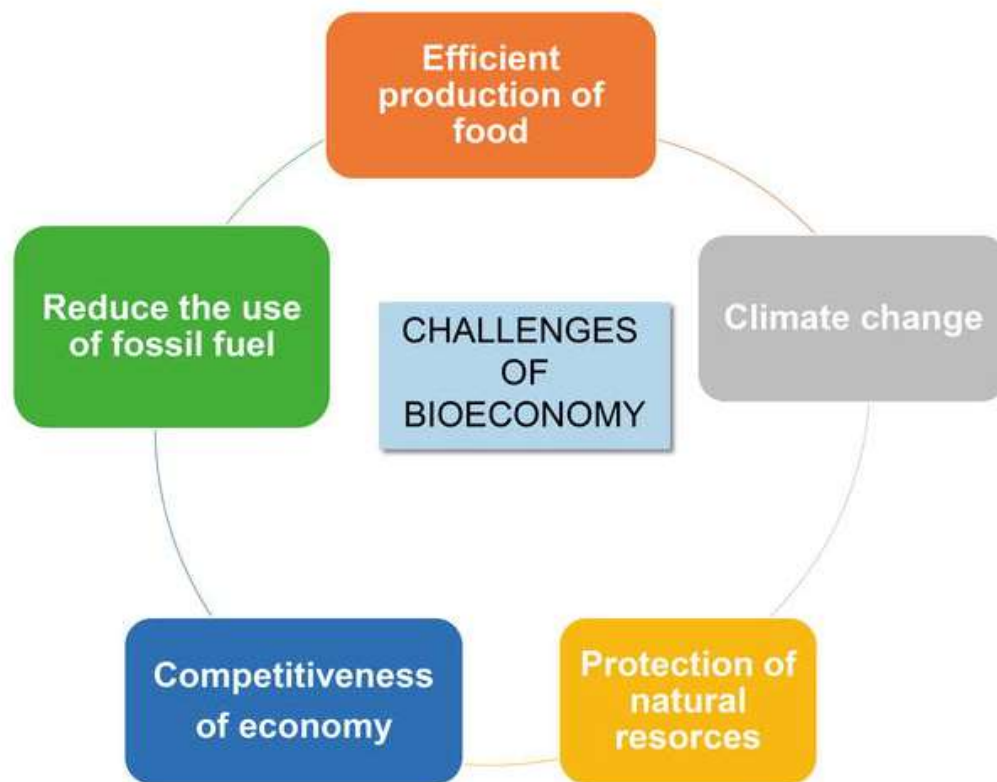 Efficient
production of
food
Reduce the use
of fossil fuel
CHALLENGES
OF
BIOECONOMY
Climate change
Competitiveness
of economy
Protection of
natural
resorces